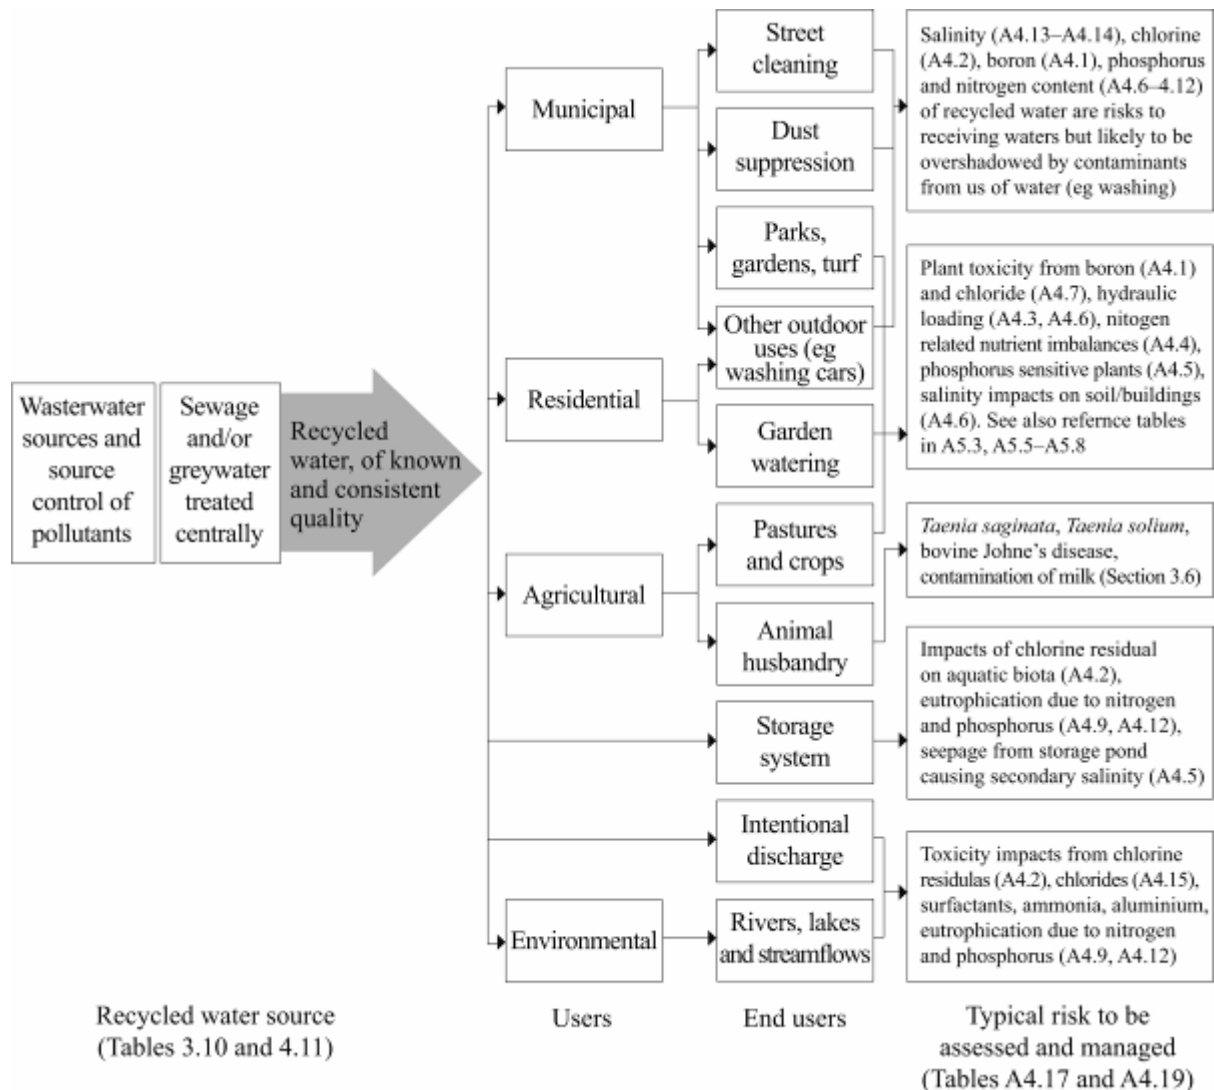 Wasterwater
sources and
source
control of
pollutants
Sewage
and/or
greywater
treated
centrally
Recycled
water, of known
and consistent
quality
Municipal
Residential
Agricultural
Environmental
Street
cleaning
Dust
suppression
Parks,
gardens, turf
Other outdoor
uses (eg
washing cars)
Garden
watering
Pastures
and crops
Animal
husbandry
Storage
system
Intentional
discharge
Rivers, lakes
and streamflows
Salinity (A4.13–A4.14), chlorine
(A4.2), boron (A4.1), phosphorus
and nitrogen content (A4.6–4.12)
of recycled water are risks to
receiving waters but likely to be
overshadowed by contaminants
from us of water (eg washing)
Plant toxicity from boron (A4.1)
and chloride (A4.7), hydraulic
loading (A4.3, A4.6), nitogen
related nutrient imbalances (A4.4),
phosphorus sensitive plants (A4.5),
salinity impacts on soil/buildings
(A4.6). See also refernce tables
in A5.3, A5.5–A5.8
Taenia saginata, Taenia solium,
bovine Johne’s disease,
contamination of milk (Section 3.6)
Impacts of chlorine residual
on aquatic biota (A4.2),
eutrophication due to nitrogen
and phosphorus (A4.9, A4.12),
seepage from storage pond
causing secondary salinity (A4.5)
Toxicity impacts from chlorine
residulas (A4.2), chlorides (A4.15),
surfactants, ammonia, aluminium,
eutrophication due to nitrogen
and phosphorus (A4.9, A4.12)
Recycled water source
(Tables 3.10 and 4.11)
Users
End users
Typical risk to be
assessed and managed
(Tables A4.17 and A4.19)